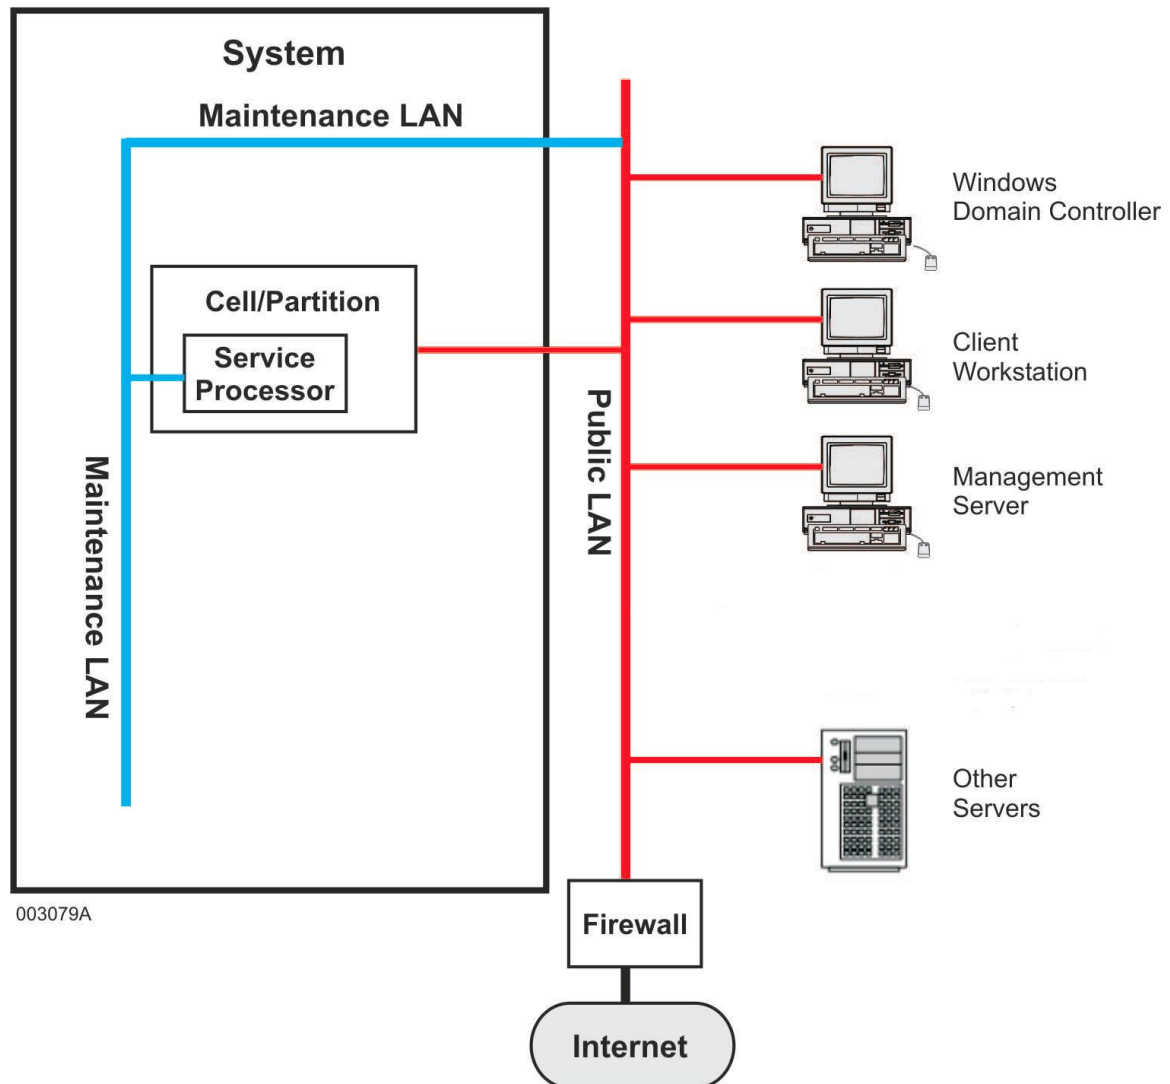 System
Maintenance LAN
Windows
Domain Controller
Cell/Partition
Service
Processor
Client
Workstation
Public LAN
Maintenance LAN
Management
Server
Other
Servers
003079A
Firewall
Internet